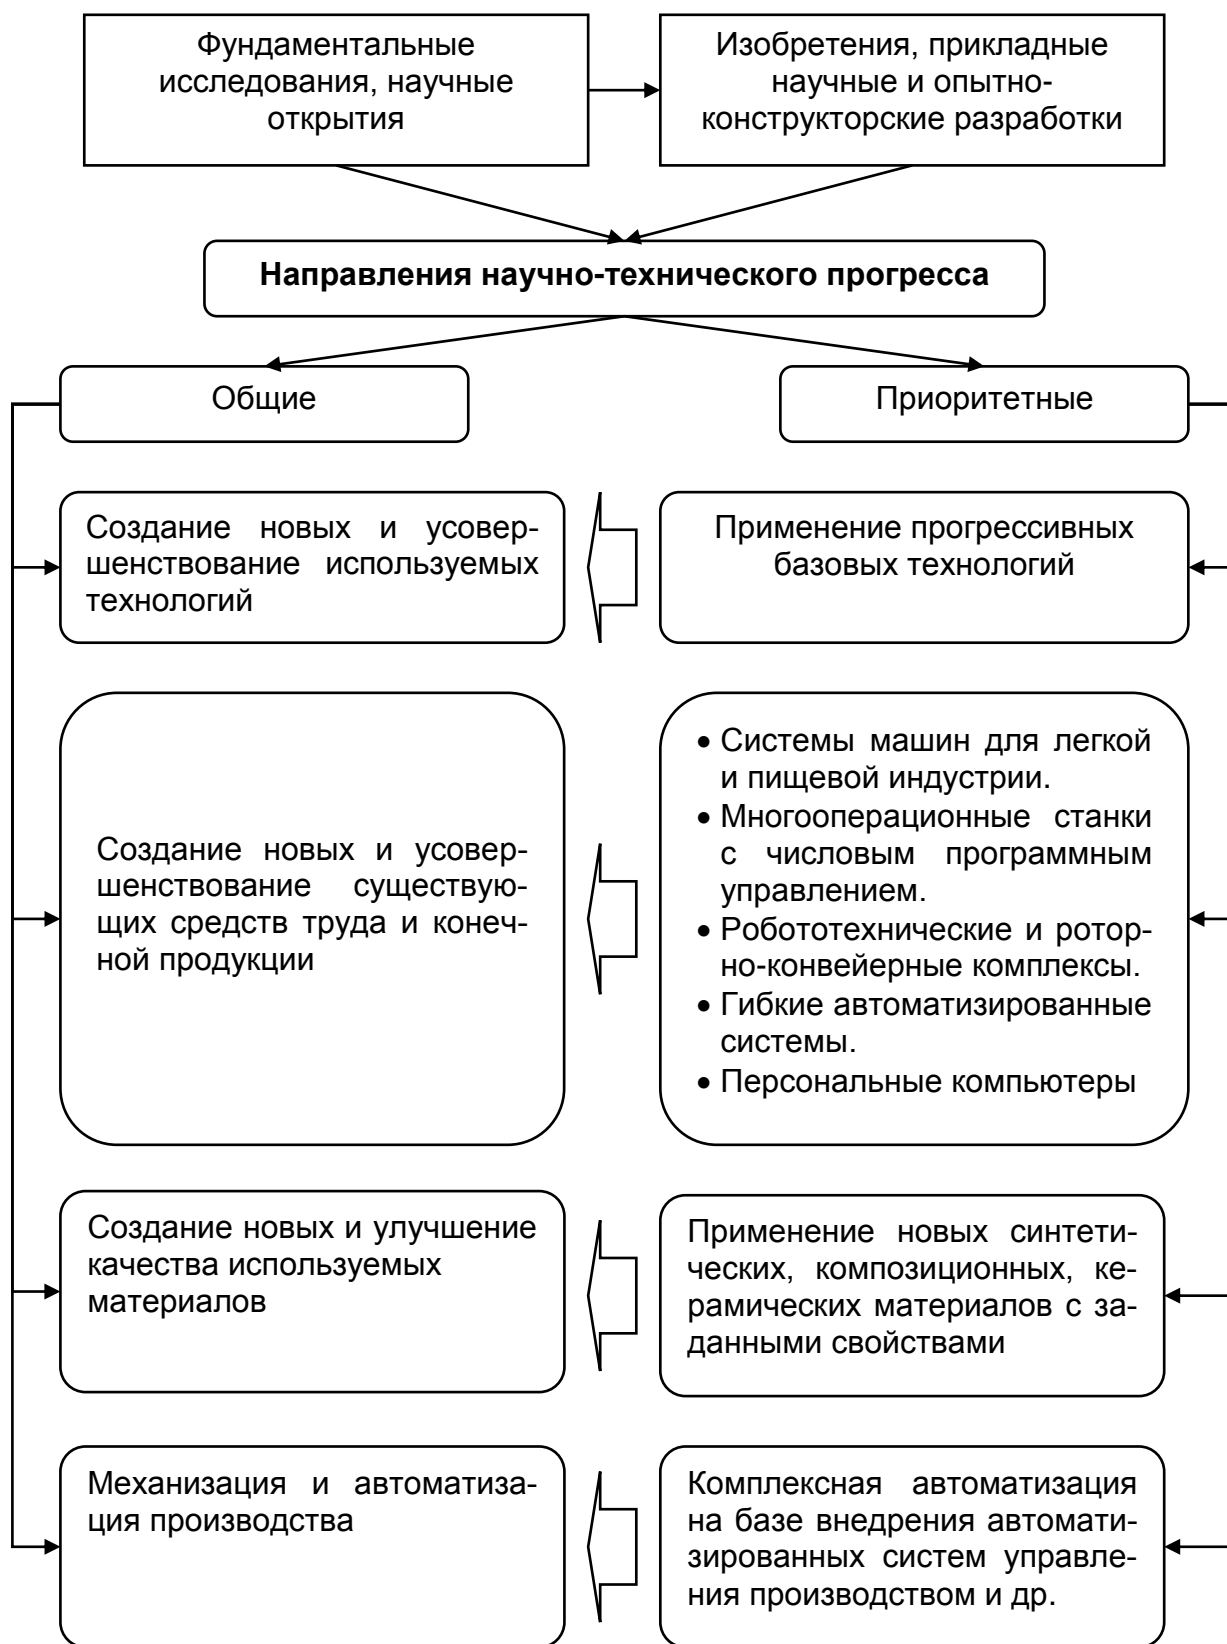 Фундаментальные
исследования, научные
открытия
Изобретения, прикладные
научные и опытно-
конструкторские разработки
Направления научно-технического прогресса
Общие
Приоритетные
Создание новых и усовер-
шенствование используемых
технологий
Применение прогрессивных
базовых технологий
Создание новых и усовер-
шенствование существую-
щих средств труда и конеч-
ной продукции
• Системы машин для легкой
и пищевой индустрии.
• Многооперационные станки
с числовым программным
управлением.
• Робототехнические и ротор-
но-конвейерные комплексы.
• Гибкие автоматизированные
системы.
• Персональные компьютеры
Создание новых и улучшение
качества используемых
материалов
Применение новых синтети-
ческих, композиционных, ке-
рамических материалов с за-
данными свойствами
Механизация и автоматиза-
ция производства
Комплексная автоматизация
на базе внедрения автомати-
зированных систем управле-
ния производством и др.